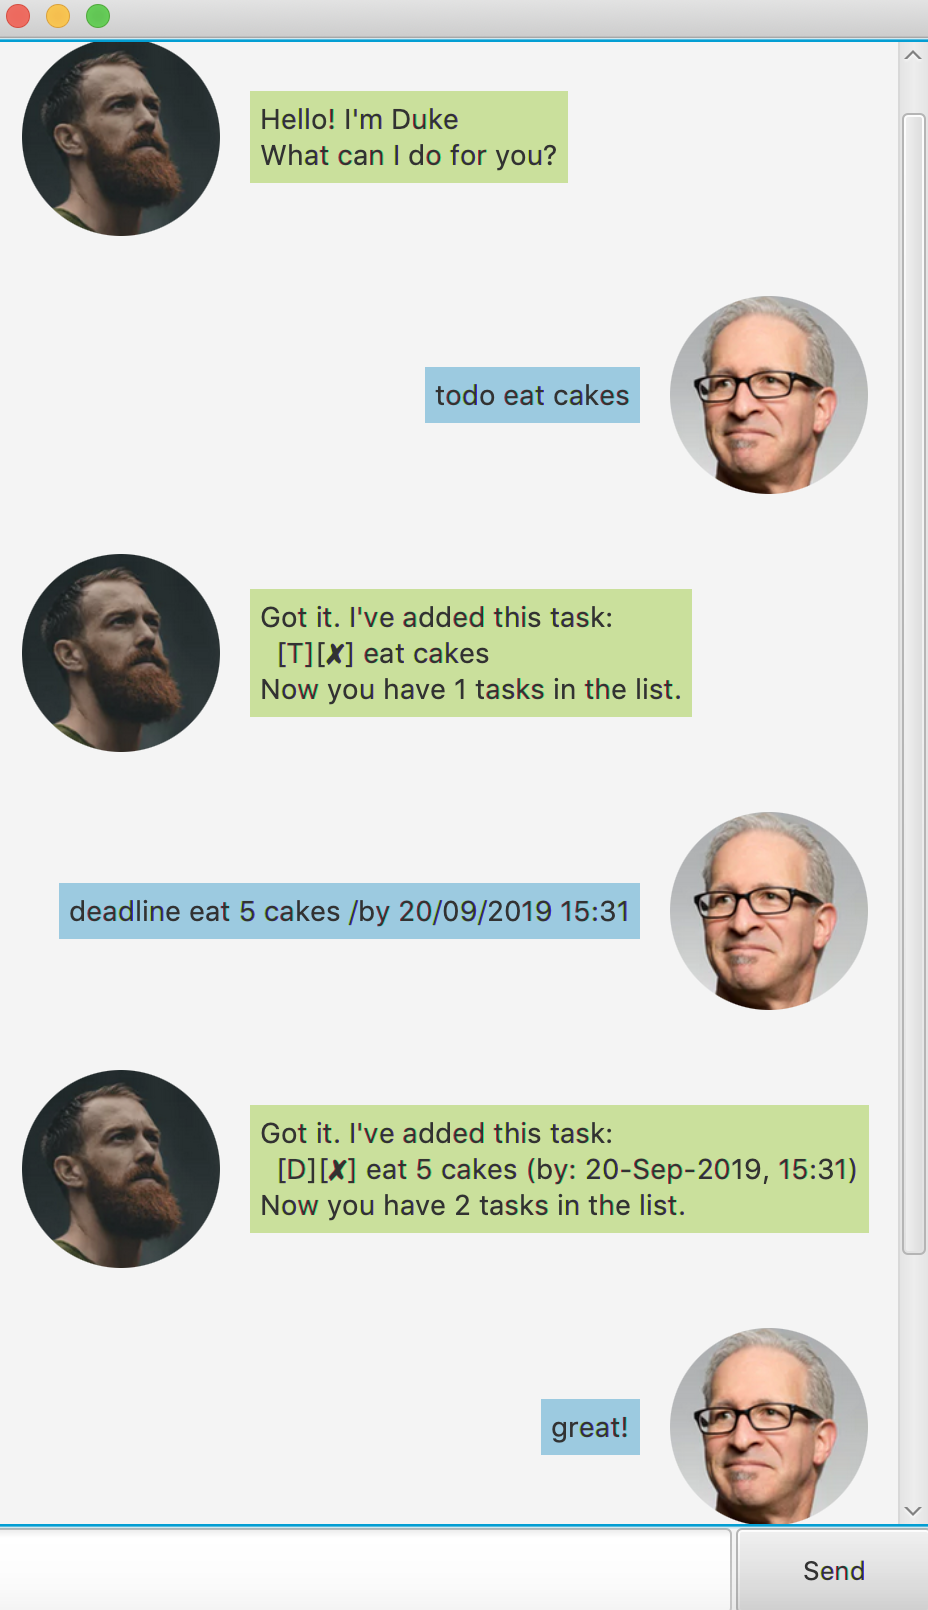 Hello! I'm Duke
What can I do for you?
todo eat cakes
Got it. I've added this task:
[T][✘] eat cakes
Now you have 1 tasks in the list.
deadline eat 5 cakes /by 20/09/2019 15:31
Got it. I've added this task:
[D][✘] eat 5 cakes (by: 20-Sep-2019, 15:31)
Now you have 2 tasks in the list.
great!
Send